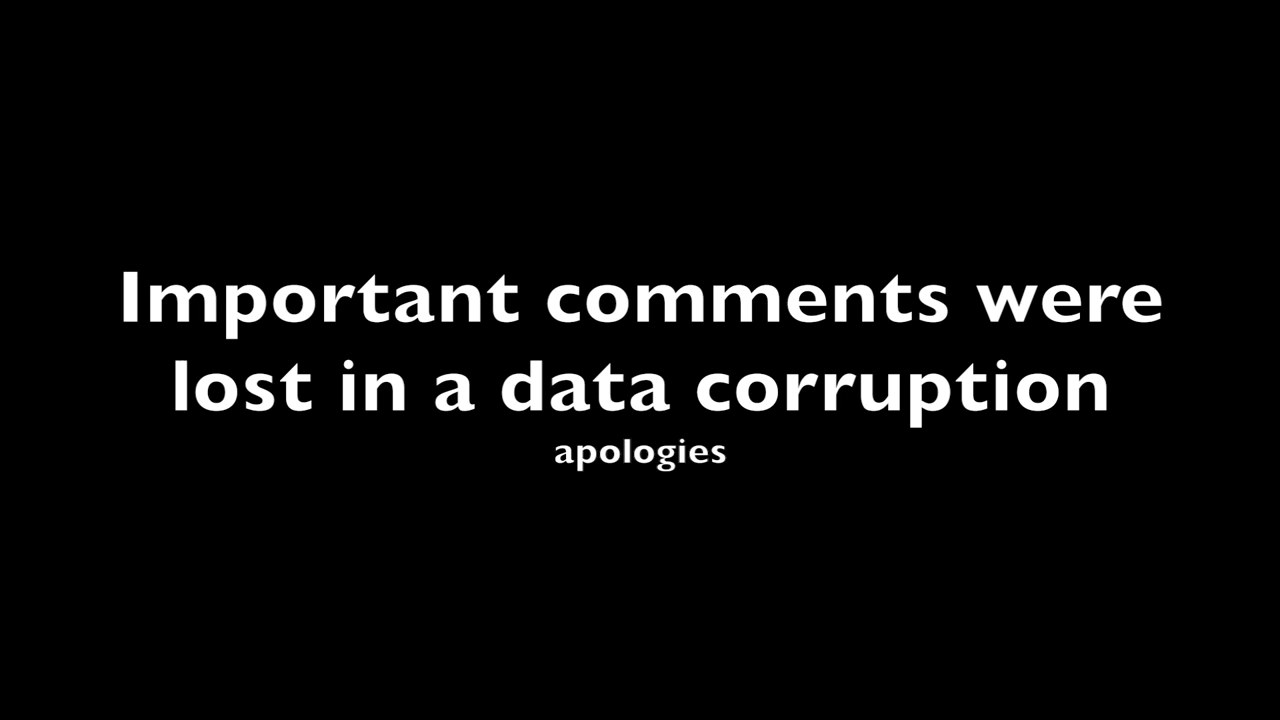 Important comments were
lost in a data corruption
apologies